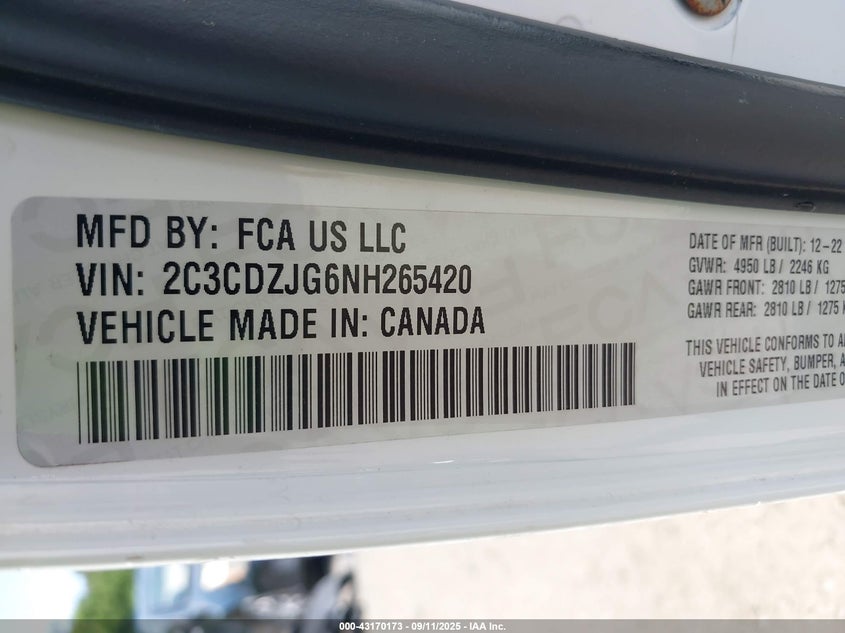 MFD BY: FCA US LLC
VIN: 2C3CDZJG6NH265420
VEHICLE MADE IN: CANADA
DATE OF MFR (BUILT): 12-22
GVWR: 4950 LB / 2246 KG
GAWR FRONT: 2810 LB / 1275
GAWR REAR: 2810 LB / 1275
THIS VEHICLE CONFORMS TO
VEHICLE SAFETY, BUMPER,
IN EFFECT ON THE DATE
000-43170173 - 09/11/2025 - IAA Inc.